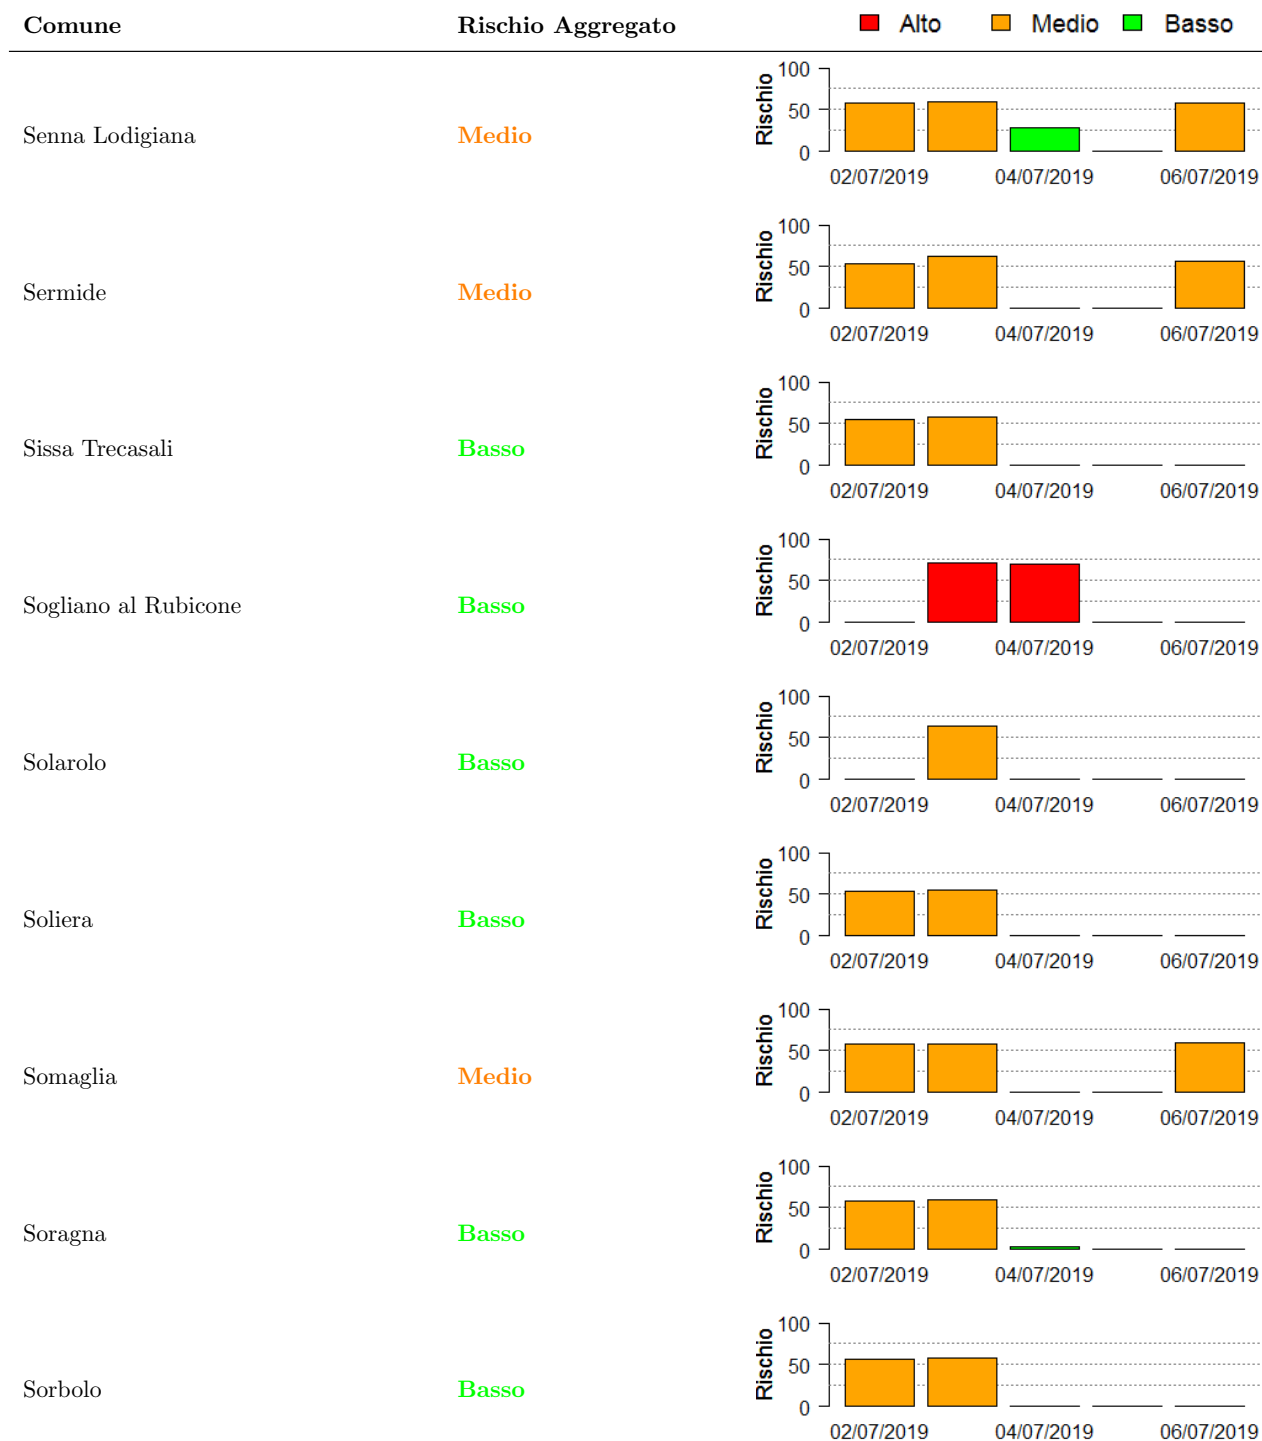 Comune Rischio Aggregato Alto Medio Basso
Senna Lodigiana Medio
Rischio
100
50
0
02/07/2019 04/07/2019 06/07/2019
Sermide Medio
Rischio
100
50
0
02/07/2019 04/07/2019 06/07/2019
Sissa Trecasali Basso
Rischio
100
50
0
02/07/2019 04/07/2019 06/07/2019
Sogliano al Rubicone Basso
Rischio
100
50
0
02/07/2019 04/07/2019 06/07/2019
Solarolo Basso
Rischio
100
50
0
02/07/2019 04/07/2019 06/07/2019
Soliera Basso
Rischio
100
50
0
02/07/2019 04/07/2019 06/07/2019
Somaglia Medio
Rischio
100
50
0
02/07/2019 04/07/2019 06/07/2019
Soragna Basso
Rischio
100
50
0
02/07/2019 04/07/2019 06/07/2019
Sorbolo Basso
Rischio
100
50
0
02/07/2019 04/07/2019 06/07/2019